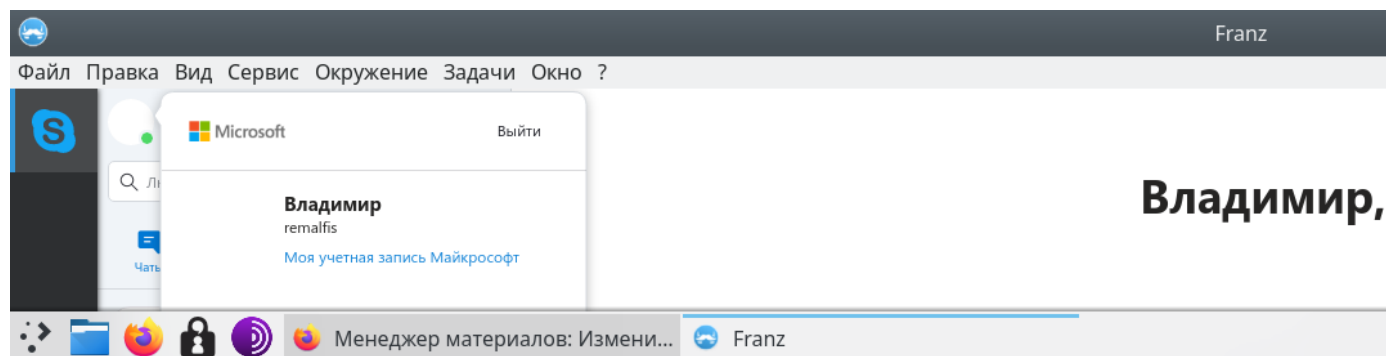 Franz
Файл Правка Вид Сервис Окружение Задачи Окно ?
Microsoft Выйти
Владимир
remalfis
Моя учетная запись Майкрософт
Чаты
Владимир,
Менеджер материалов: Измени... Franz